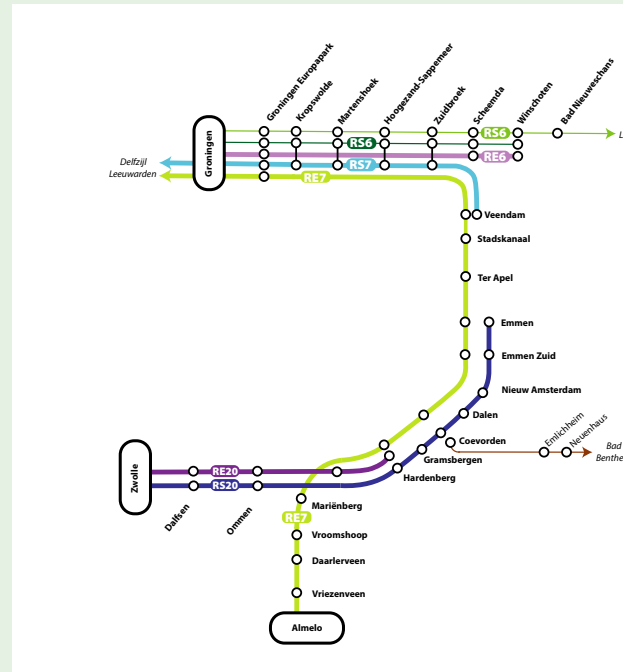 Groningen Europapark
Kropswolde
Martenshoek
Hoogezand-Sappemeer
Zuidbroek
Scheemda
Winschoten
Bad Nieuweschans
Groningen
RS6
L
RS6
RE6
Delfzijl
RS7
Leeuwarden
RE7
Veendam
Stadskanaal
Ter Apel
Emmen
Emmen Zuid
Nieuw Amsterdam
Dalen
Coevorden
Emlichheim
Neuenhaus
Bad
Benthe
Gramsbergen
Hardenberg
Zwolle
RE20
RS20
Dalfsen
Ommen
Mariënberg
RE7
Vroomshoop
Daarlerveen
Vriezenveen
Almelo